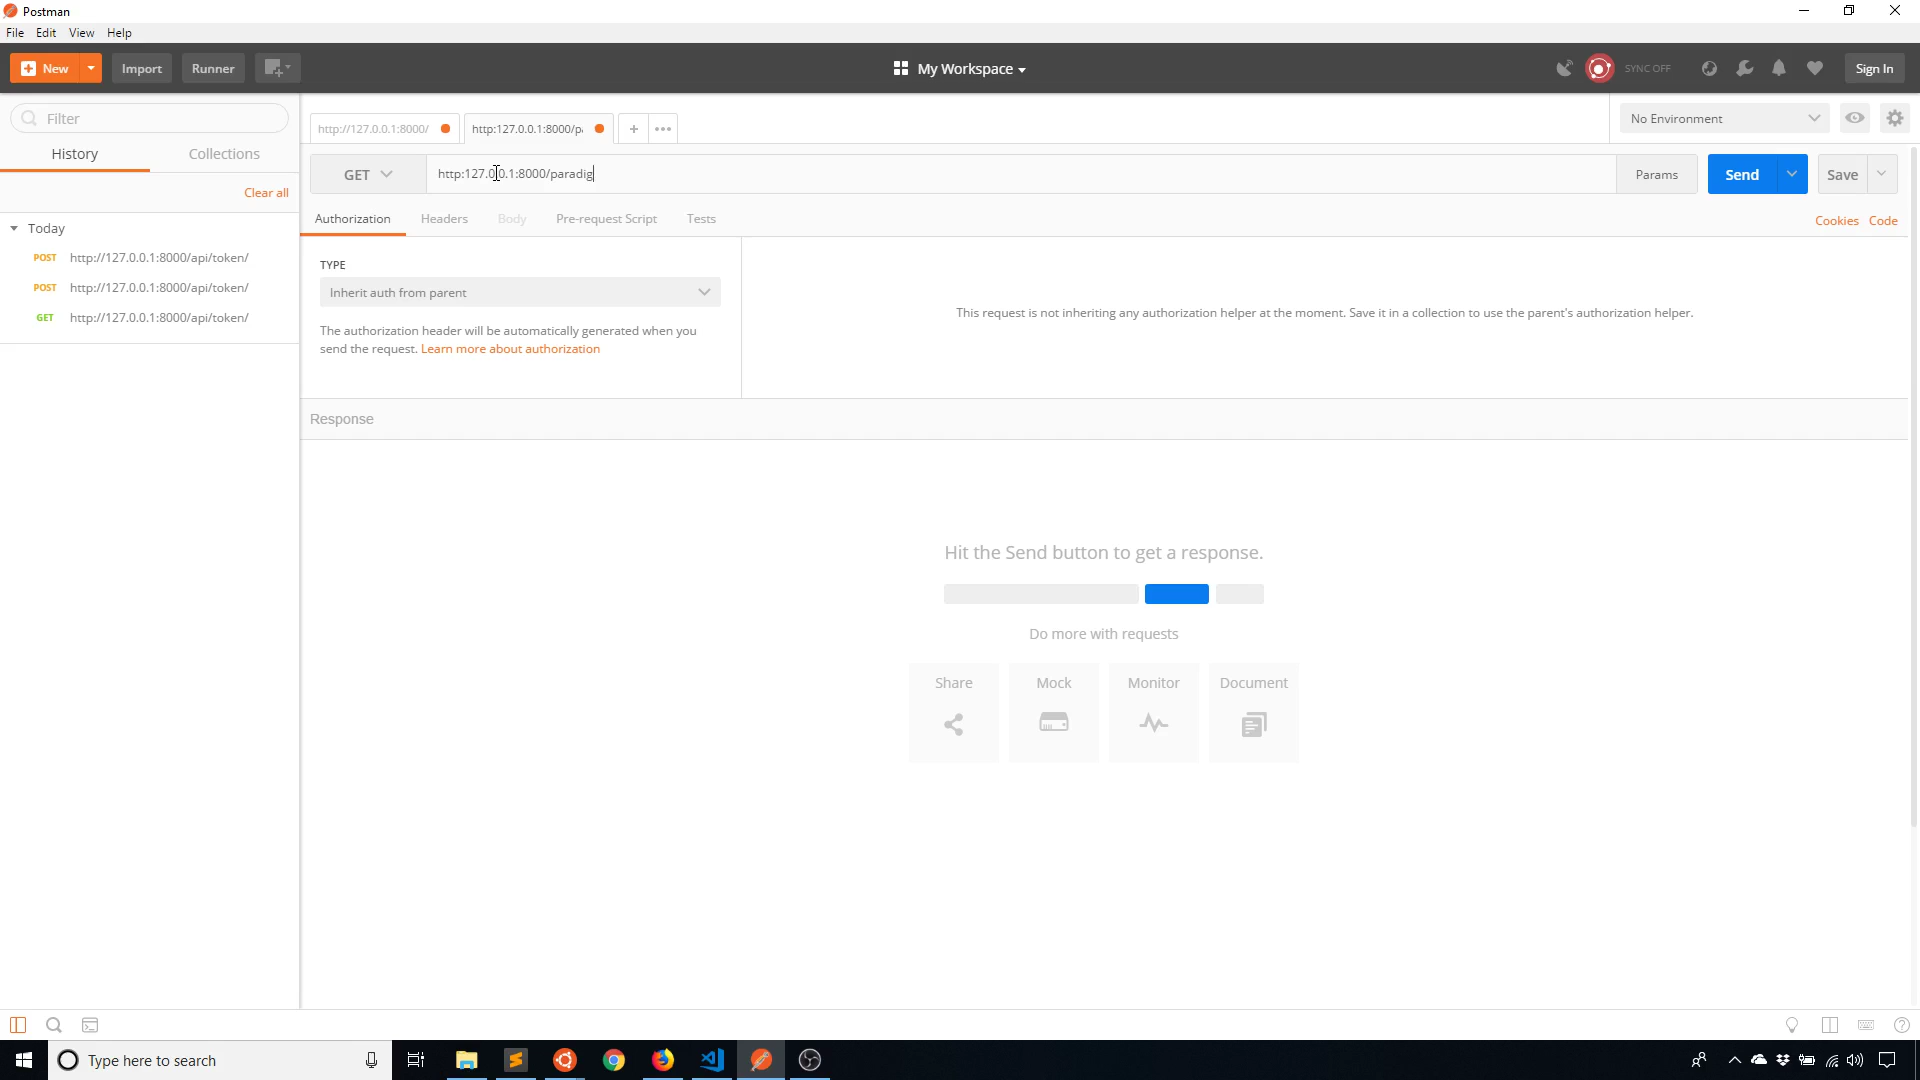 Postman
File Edit View Help
New Import Runner My Workspace SYNC OFF Sign In
Filter
History Collections
Clear all
Today
POST http://127.0.0.1:8000/api/token/
POST http://127.0.0.1:8000/api/token/
GET http://127.0.0.1:8000/api/token/
http://127.0.0.1:8000/ http:127.0.0.1:8000/pa No Environment
GET http:127.0.0.1:8000/paradig Params Send Save
Authorization Headers Body Pre-request Script Tests Cookies Code
TYPE
Inherit auth from parent
The authorization header will be automatically generated when you
send the request. Learn more about authorization
This request is not inheriting any authorization helper at the moment. Save it in a collection to use the parent's authorization helper.
Response
Hit the Send button to get a response.
Do more with requests
Share Mock Monitor Document
Type here to search